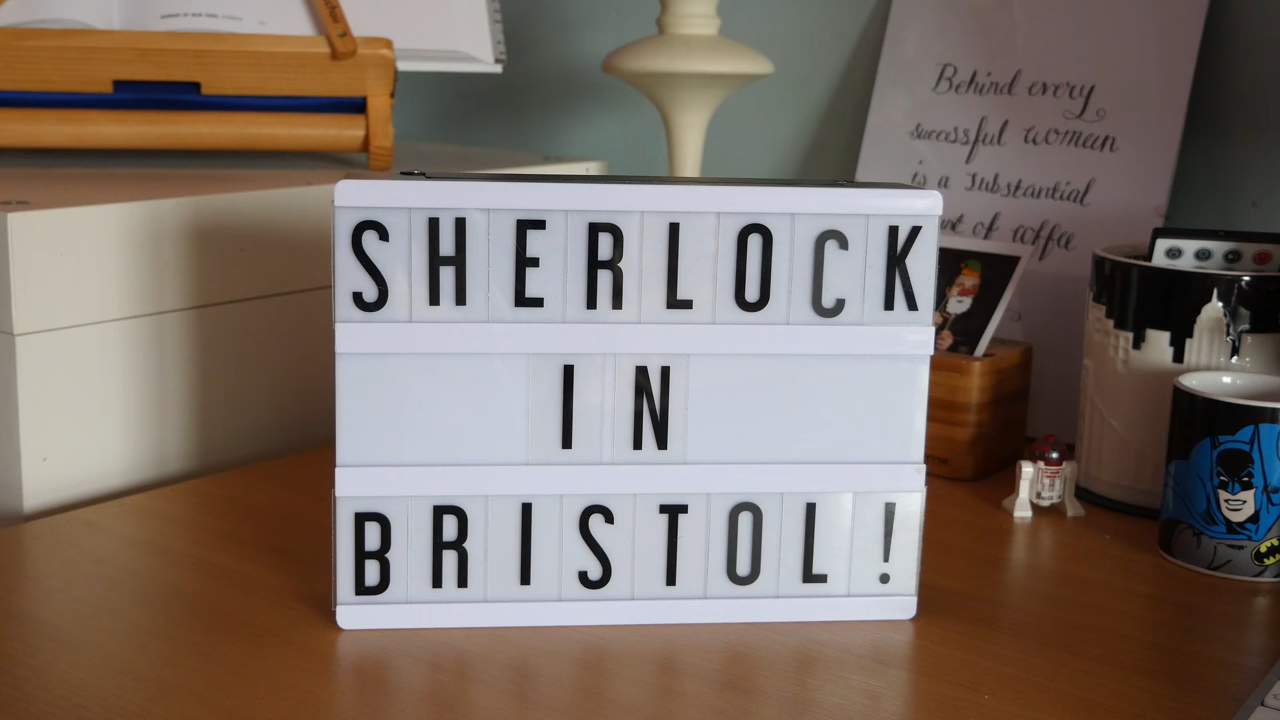 SHERLOCK
IN
BRISTOL!
Behind every
successful woman
is a substantial
of coffee